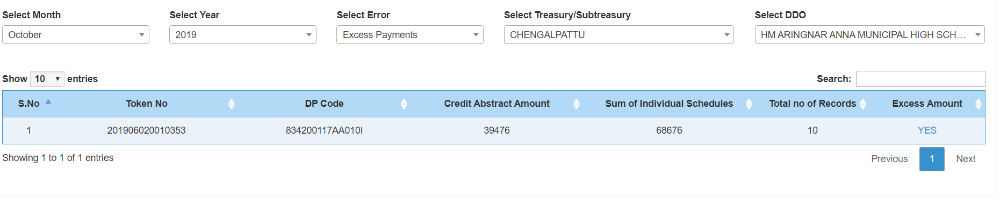 Select Month Select Year Select Error Select Treasury/Subtreasury Select DDO
October 2019 Excess Payments CHENGALPATTU HM ARINGNAR ANNA MUNICIPAL HIGH SCH...
Show 10 entries Search:
S.No Token No DP Code Credit Abstract Amount Sum of Individual Schedules Total no of Records Excess Amount
1 201906020010353 834200117AA010I 39476 68676 10 YES
Showing 1 to 1 of 1 entries Previous 1 Next